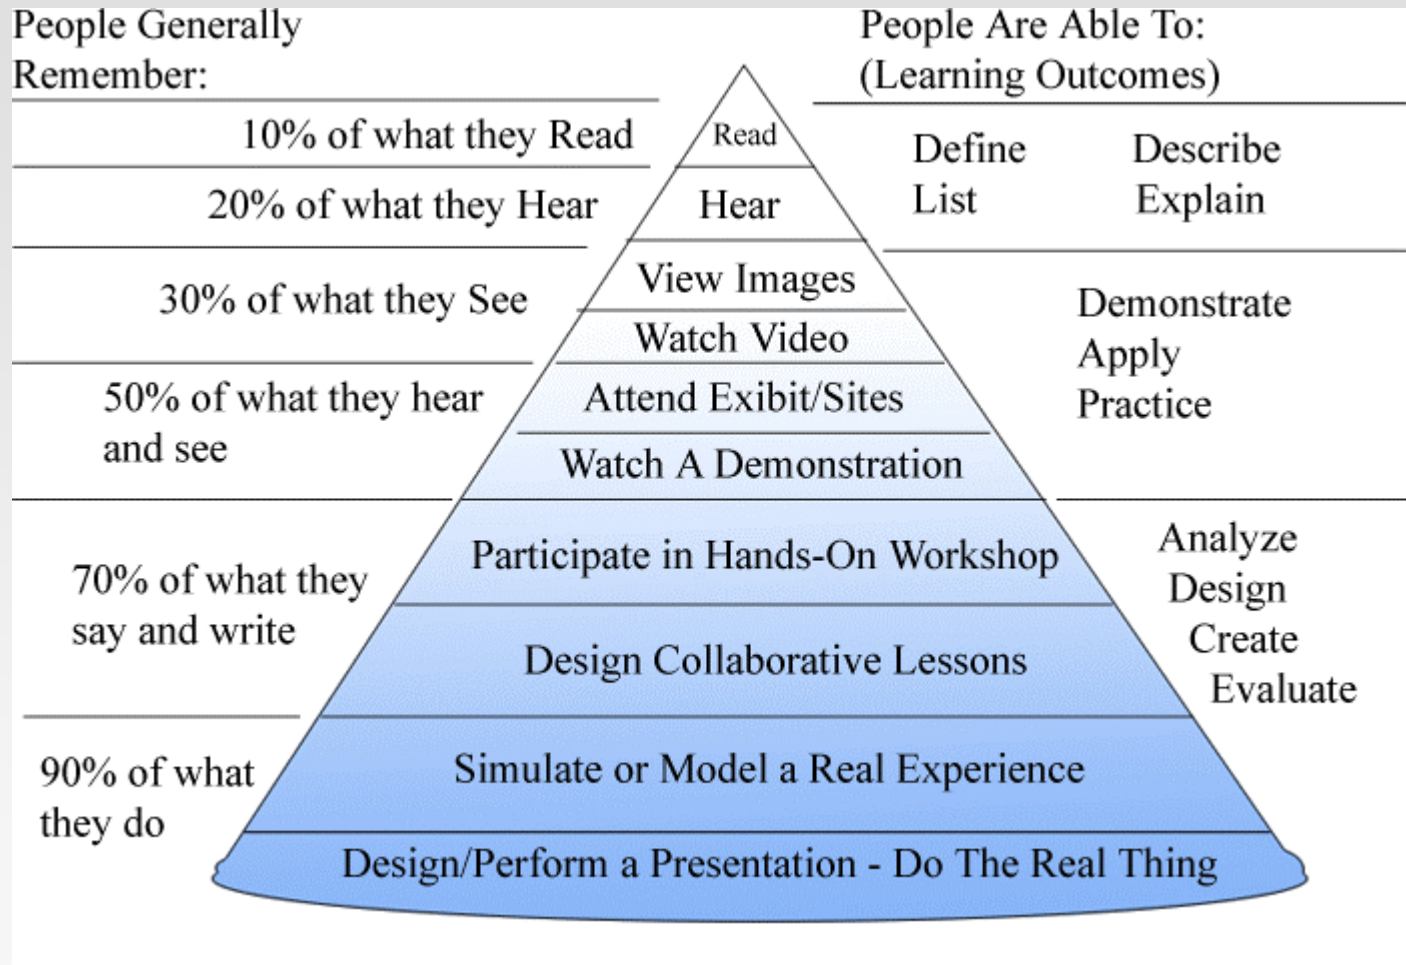 People Generally
Remember:
10% of what they Read
20% of what they Hear
30% of what they See
50% of what they hear
and see
70% of what they
say and write
90% of what
they do
Read
Hear
View Images
Watch Video
Attend Exibit/Sites
Watch A Demonstration
Participate in Hands-On Workshop
Design Collaborative Lessons
Simulate or Model a Real Experience
Design/Perform a Presentation - Do The Real Thing
People Are Able To:
(Learning Outcomes)
Define Describe
List Explain
Demonstrate
Apply
Practice
Analyze
Design
Create
Evaluate